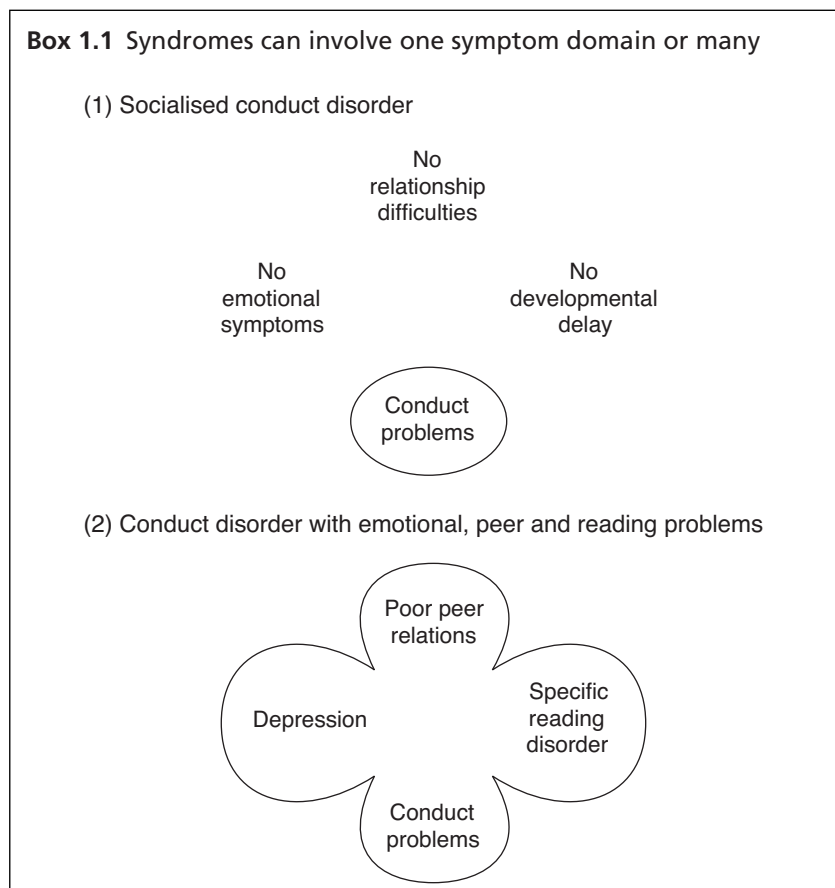 Box 1.1 Syndromes can involve one symptom domain or many
(1) Socialised conduct disorder
No
relationship
difficulties
No
emotional
symptoms
No
developmental
delay
Conduct
problems
(2) Conduct disorder with emotional, peer and reading problems
Poor peer
relations
Depression
Specific
reading
disorder
Conduct
problems